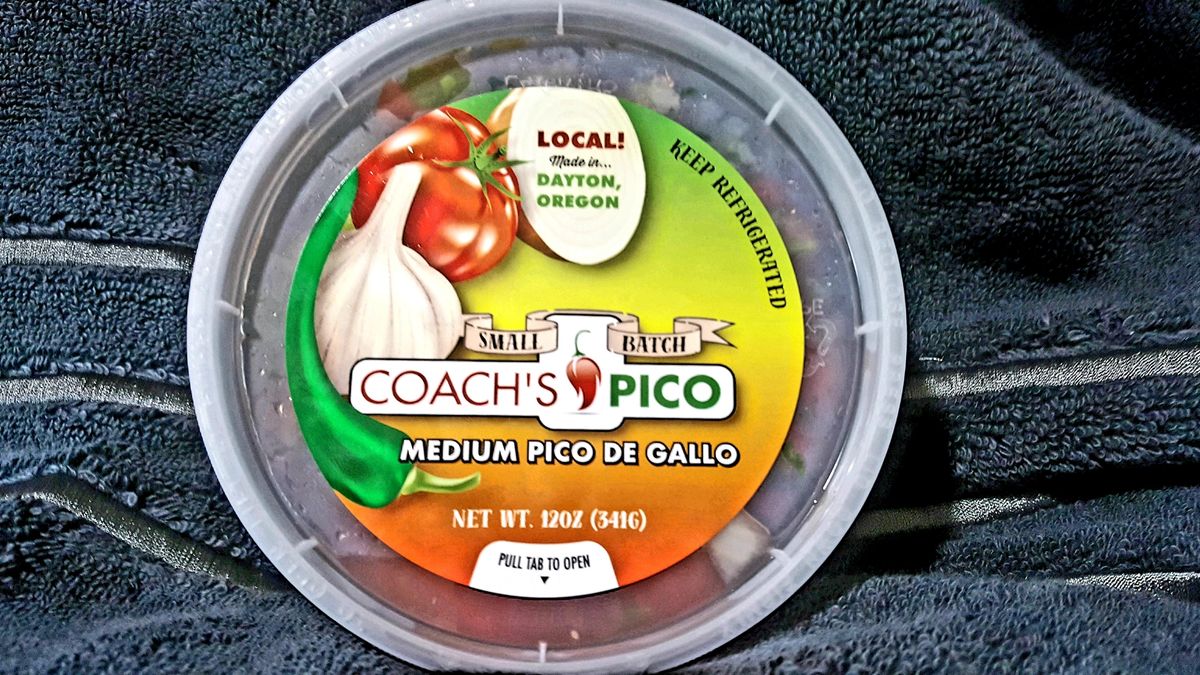 LOCAL!
Made in...
DAYTON,
OREGON
KEEP REFRIGERATED
SMALL BATCH
COACH'S PICO
MEDIUM PICO DE GALLO
NET WT. 12OZ (341G)
PULL TAB TO OPEN